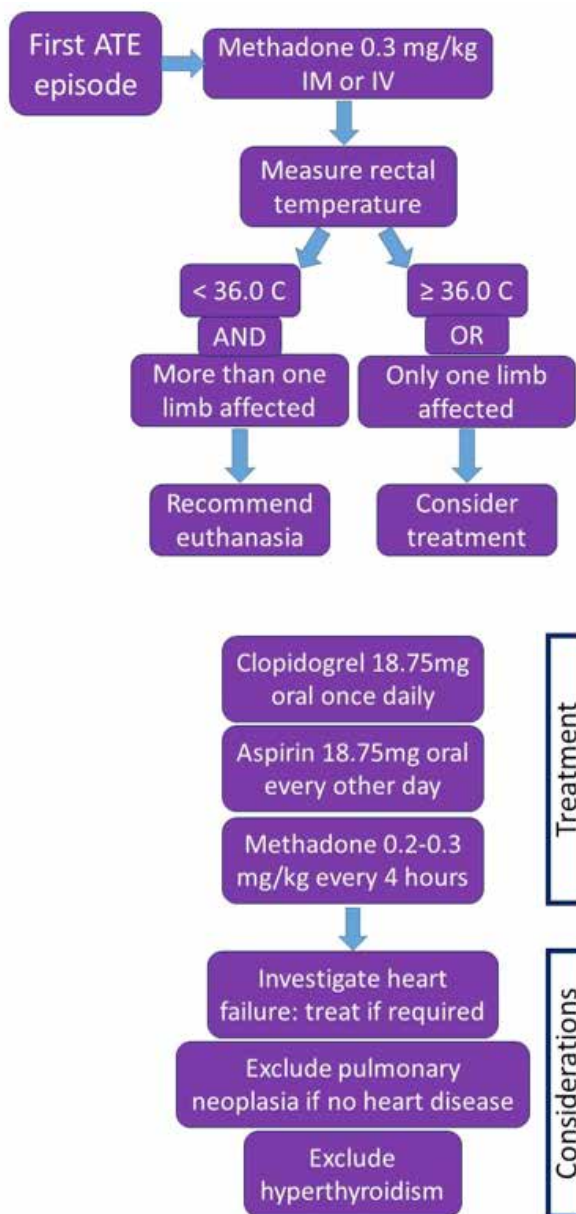 First ATE
episode
Methadone 0.3 mg/kg
IM or IV
Measure rectal
temperature
< 36.0 C
AND
More than one
limb affected
≥ 36.0 C
OR
Only one limb
affected
Recommend
euthanasia
Consider
treatment
Clopidogrel 18.75mg
oral once daily
Aspirin 18.75mg oral
every other day
Methadone 0.2-0.3
mg/kg every 4 hours
Treatment
Investigate heart
failure: treat if required
Exclude pulmonary
neoplasia if no heart disease
Exclude
hyperthyroidism
Considerations